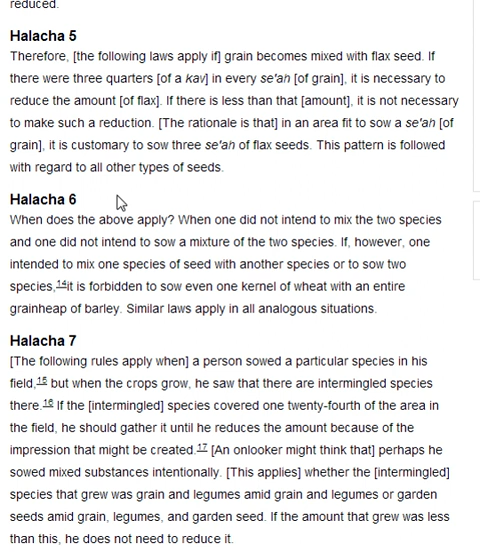 reduced.
Halacha 5
Therefore, [the following laws apply if] grain becomes mixed with flax seed. If
there were three quarters [of a kav] in every se'ah [of grain], it is necessary to
reduce the amount [of flax]. If there is less than that [amount], it is not necessary
to make such a reduction. [The rationale is that] in an area fit to sow a se'ah [of
grain], it is customary to sow three se'ah of flax seeds. This pattern is followed
with regard to all other types of seeds.
Halacha 6
When does the above apply? When one did not intend to mix the two species
and one did not intend to sow a mixture of the two species. If, however, one
intended to mix one species of seed with another species or to sow two
species,14it is forbidden to sow even one kernel of wheat with an entire
grainheap of barley. Similar laws apply in all analogous situations.
Halacha 7
[The following rules apply when] a person sowed a particular species in his
field,15 but when the crops grow, he saw that there are intermingled species
there.16 If the [intermingled] species covered one twenty-fourth of the area in
the field, he should gather it until he reduces the amount because of the
impression that might be created.17 [An onlooker might think that] perhaps he
sowed mixed substances intentionally. [This applies] whether the [intermingled]
species that grew was grain and legumes amid grain and legumes or garden
seeds amid grain, legumes, and garden seed. If the amount that grew was less
than this, he does not need to reduce it.